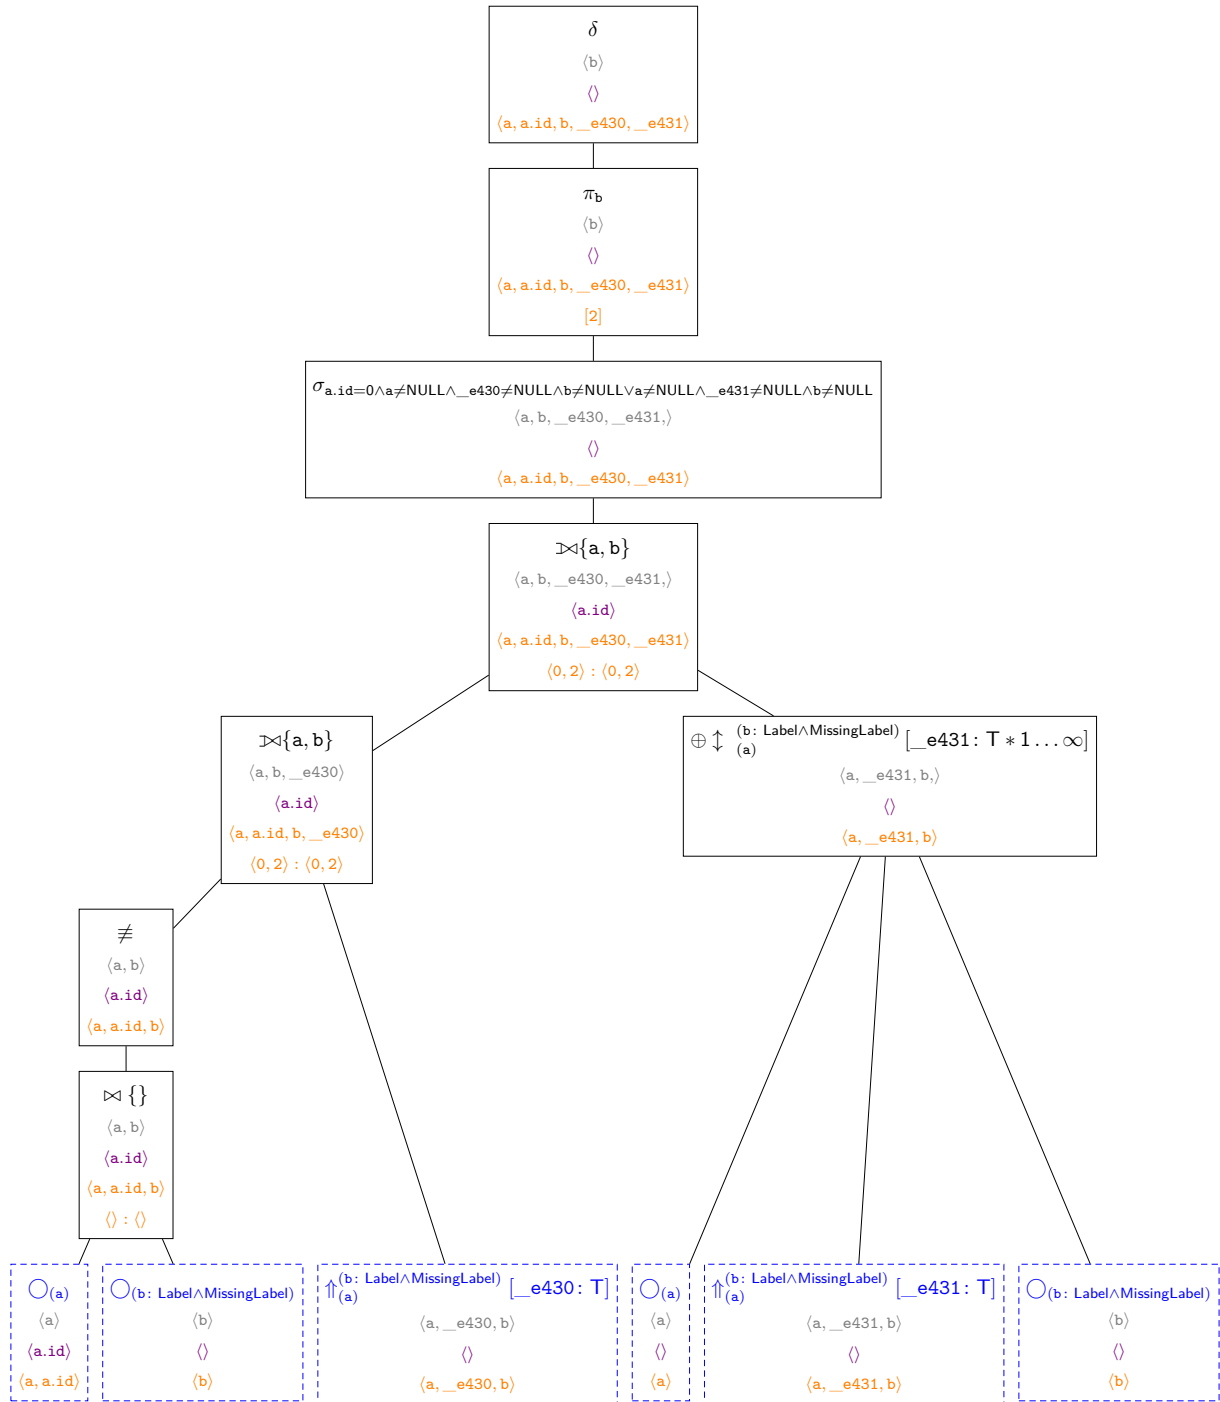 δ
⟨b⟩
⟨⟩
⟨a, a.id, b, __e430, __e431⟩
π_b
⟨b⟩
⟨⟩
⟨a, a.id, b, __e430, __e431⟩
[2]
σ_a.id=0∧a≠NULL∧__e430≠NULL∧b≠NULL∨a≠NULL∧__e431≠NULL∧b≠NULL
⟨a, b, __e430, __e431,⟩
⟨⟩
⟨a, a.id, b, __e430, __e431⟩
⟕{a, b}
⟨a, b, __e430, __e431,⟩
⟨a.id⟩
⟨a, a.id, b, __e430, __e431⟩
⟨0, 2⟩ : ⟨0, 2⟩
⟕{a, b}
⟨a, b, __e430⟩
⟨a.id⟩
⟨a, a.id, b, __e430⟩
⟨0, 2⟩ : ⟨0, 2⟩
⊕ ↕ (b: Label∧MissingLabel) (a) [__e431: T * 1 … ∞]
⟨a, __e431, b,⟩
⟨⟩
⟨a, __e431, b⟩
≢
⟨a, b⟩
⟨a.id⟩
⟨a, a.id, b⟩
⋈ {}
⟨a, b⟩
⟨a.id⟩
⟨a, a.id, b⟩
⟨⟩ : ⟨⟩
◯(a)
⟨a⟩
⟨a.id⟩
⟨a, a.id⟩
◯(b: Label∧MissingLabel)
⟨b⟩
⟨⟩
⟨b⟩
⇑(b: Label∧MissingLabel) (a) [__e430: T]
⟨a, __e430, b⟩
⟨⟩
⟨a, __e430, b⟩
◯(a)
⟨a⟩
⟨⟩
⟨a⟩
⇑(b: Label∧MissingLabel) (a) [__e431: T]
⟨a, __e431, b⟩
⟨⟩
⟨a, __e431, b⟩
◯(b: Label∧MissingLabel)
⟨b⟩
⟨⟩
⟨b⟩